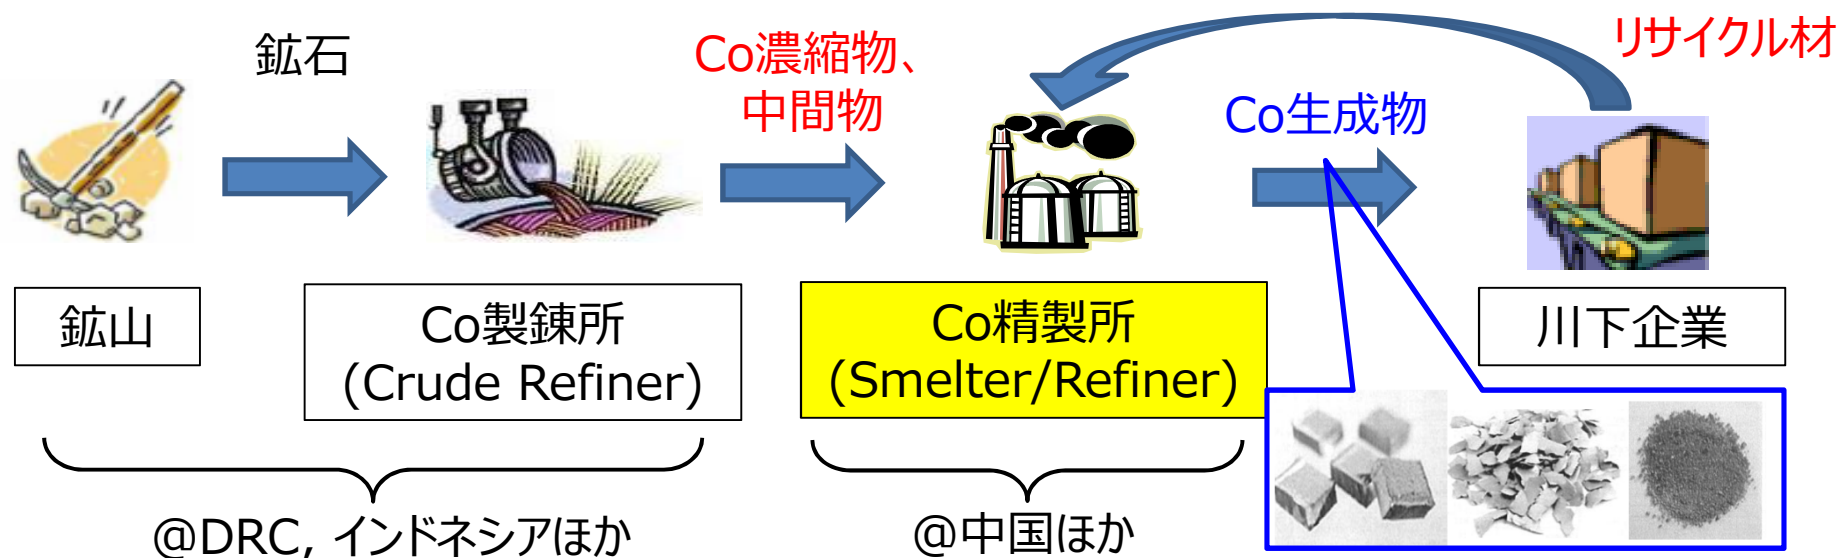 リサイクル材
鉱石
Co濃縮物、
中間物
Co生成物
鉱山
Co製錬所
(Crude Refiner)
Co精製所
(Smelter/Refiner)
川下企業
@DRC, インドネシアほか
@中国ほか